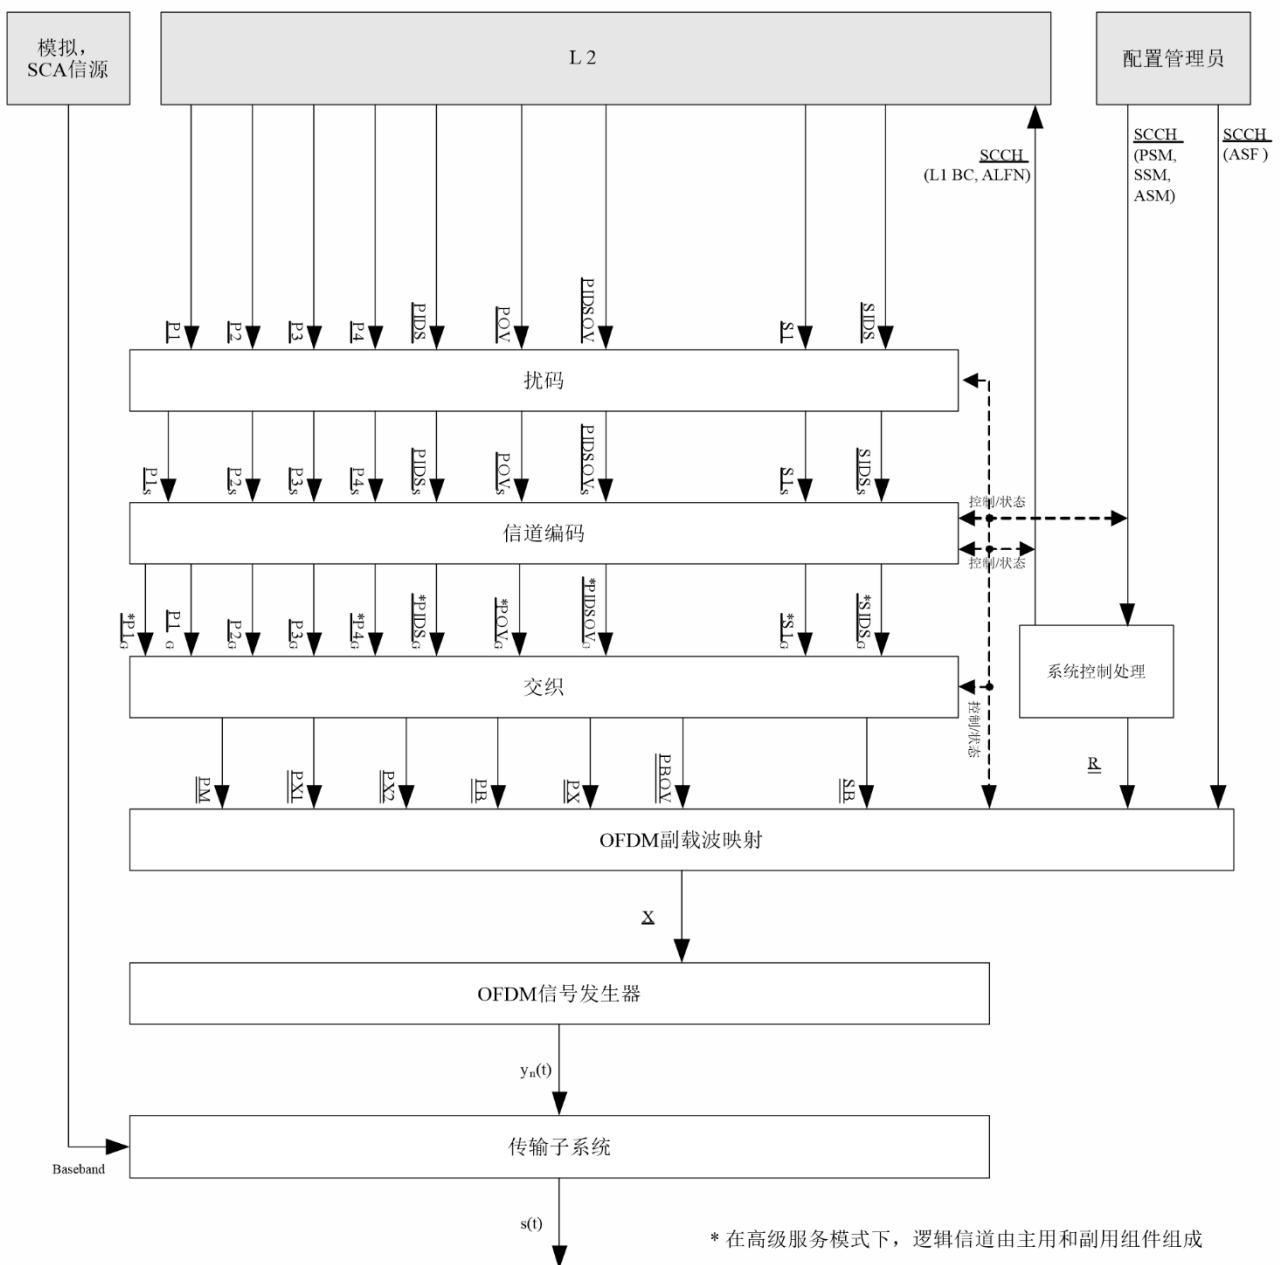 模拟，
SCA信源
L 2
配置管理员
SCCH
(L1 BC, ALFN)
SCCH
(PSM,
SSM,
ASM)
SCCH
(ASF )
P1
P2
P3
P4
PIDS
POV
PIDSOV
S1
SIDS
扰码
P1s
P2s
P3s
P4s
PIDSs
POVs
PIDSOVs
S1s
SIDSs
控制/状态
信道编码
控制/状态
*P1G
P1 G
P2G
P3G
*P4G
*PIDSG
*POVG
*PIDSOVG
*S1G
*SIDSG
系统控制处理
交织
控制/状态
PM
PX1
PX2
PB
PX
PBOV
SB
R
OFDM副载波映射
X
OFDM信号发生器
yn(t)
传输子系统
Baseband
s(t)
* 在高级服务模式下，逻辑信道由主用和副用组件组成